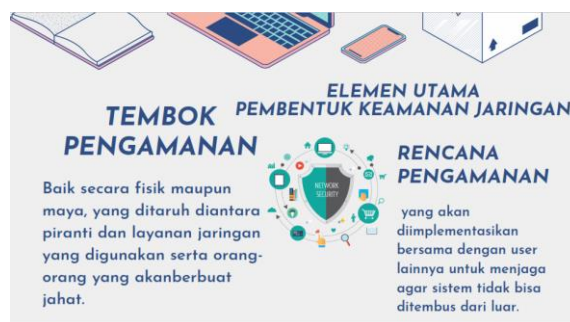 ELEMEN UTAMA
PEMBENTUK KEAMANAN JARINGAN
TEMBOK
PENGAMANAN
Baik secara fisik maupun
maya, yang ditaruh diantara
piranti dan layanan jaringan
yang digunakan serta orang-
orang yang akanberbuat
jahat.
NETWORK
SECURITY
RENCANA
PENGAMANAN
yang akan
diimplementasikan
bersama dengan user
lainnya untuk menjaga
agar sistem tidak bisa
ditembus dari luar.